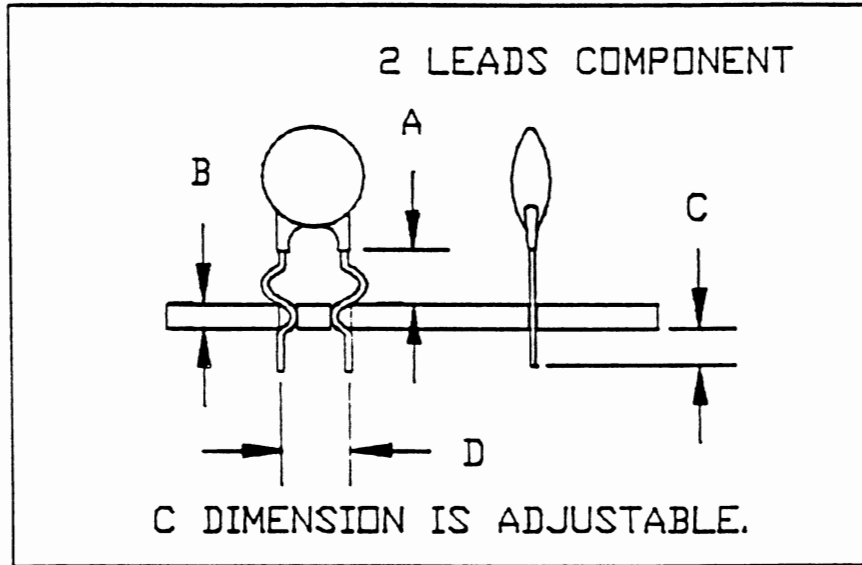 2 LEADS COMPONENT
A
B
C
D
C DIMENSION IS ADJUSTABLE.